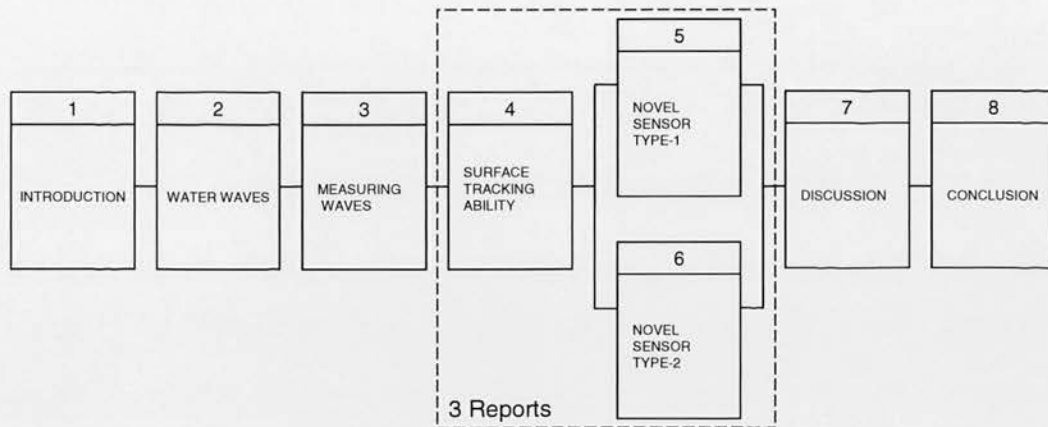 1
INTRODUCTION
2
WATER WAVES
3
MEASURING
WAVES
4
SURFACE
TRACKING
ABILITY
5
NOVEL
SENSOR
TYPE-1
6
NOVEL
SENSOR
TYPE-2
7
DISCUSSION
8
CONCLUSION
3 Reports